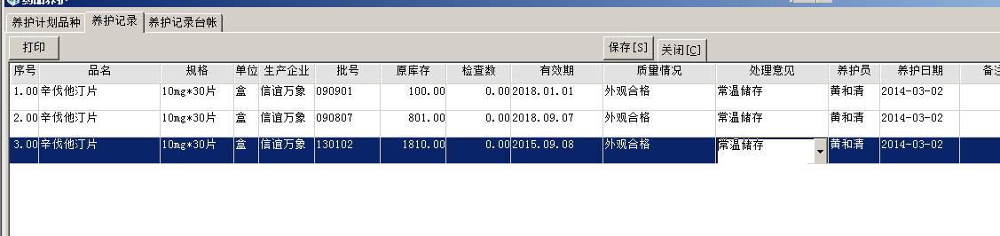 药品养护
养护计划品种 养护记录 养护记录台帐
打印 保存[S] 关闭[C]
序号 品名 规格 单位 生产企业 批号 原库存 检查数 有效期 质量情况 处理意见 养护员 养护日期 备注
1.00 辛伐他汀片 10mg*30片 盒 信谊万象 090901 100.00 0.00 2018.01.01 外观合格 常温储存 黄和清 2014-03-02
2.00 辛伐他汀片 10mg*30片 盒 信谊万象 090807 801.00 0.00 2018.09.07 外观合格 常温储存 黄和清 2014-03-02
3.00 辛伐他汀片 10mg*30片 盒 信谊万象 130102 1810.00 0.00 2015.09.08 外观合格 常温储存 黄和清 2014-03-02